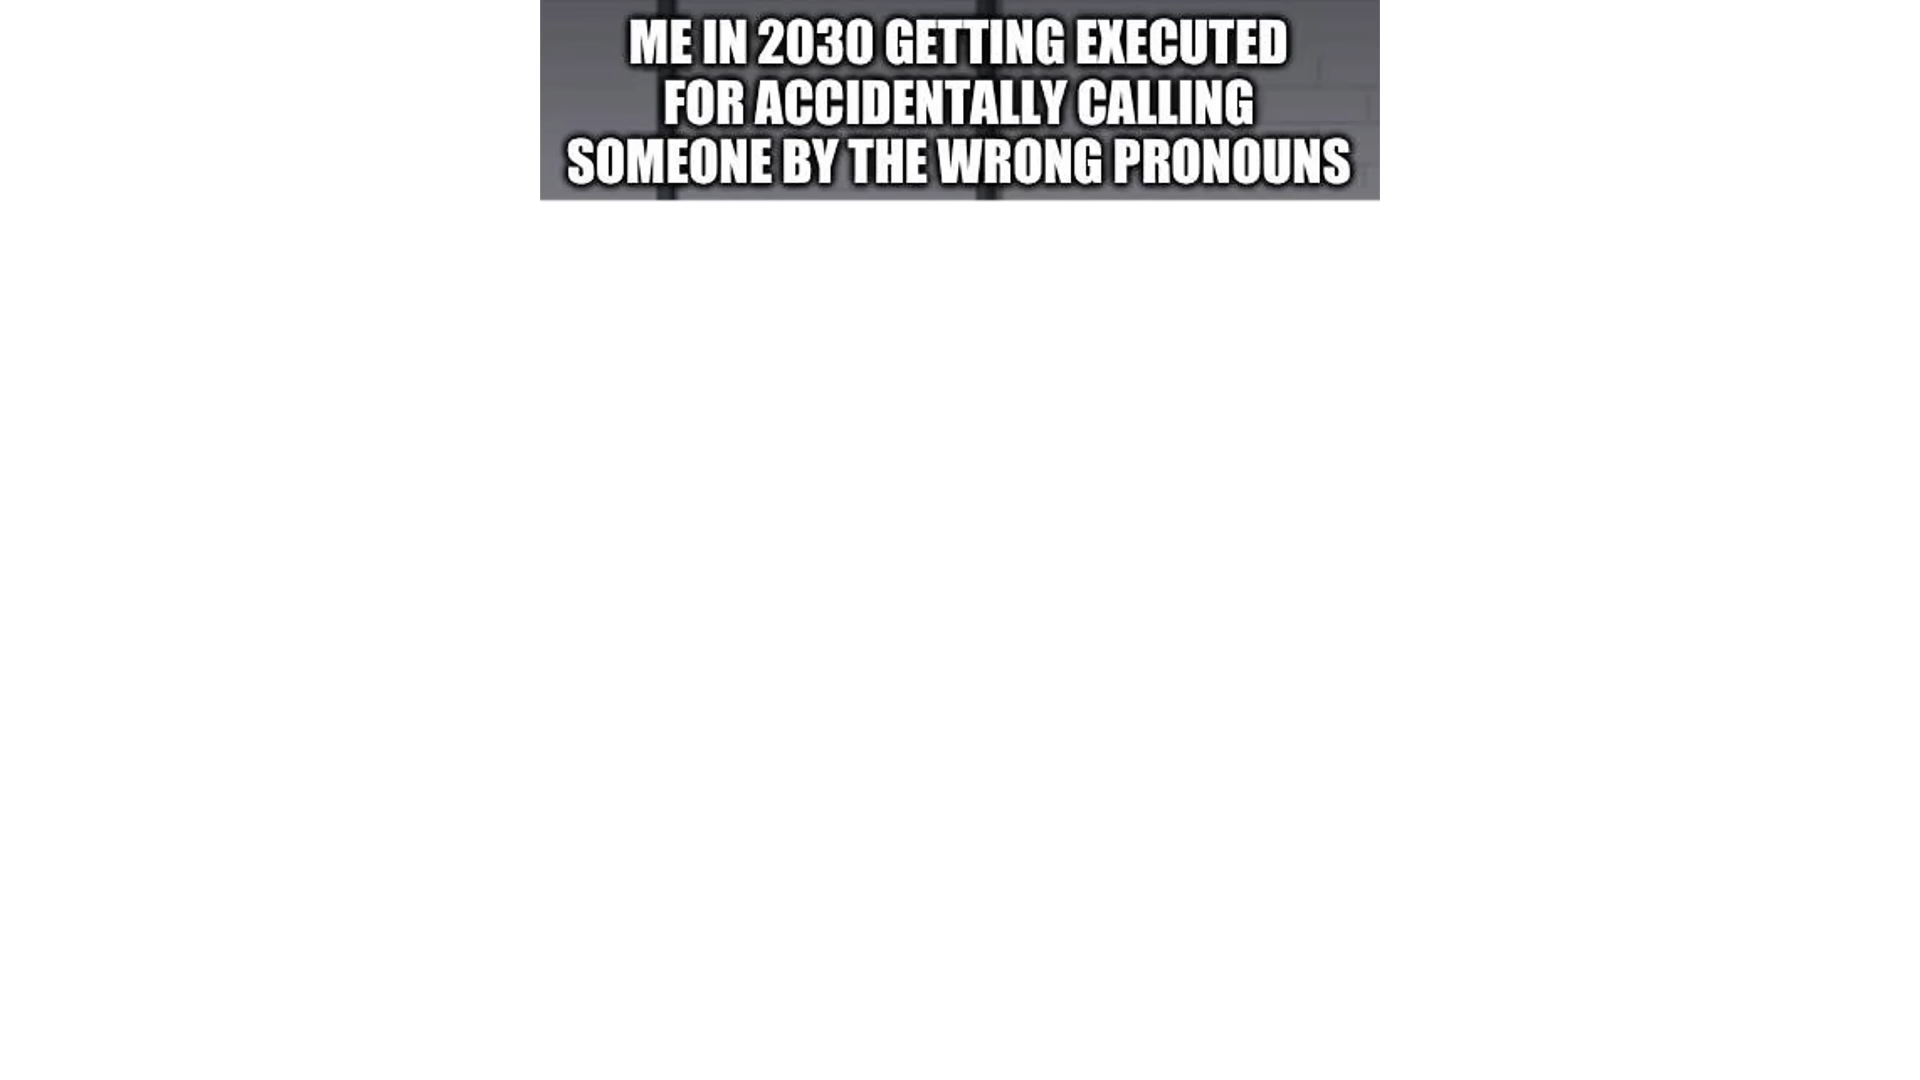 ME IN 2030 GETTING EXECUTED
FOR ACCIDENTALLY CALLING
SOMEONE BY THE WRONG PRONOUNS